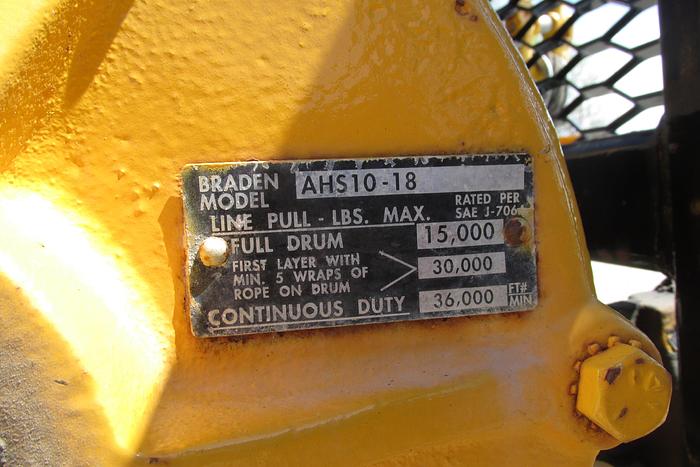 BRADEN
MODEL AHS10-18
LINE PULL - LBS. MAX. RATED PER
SAE J-706
FULL DRUM 15,000
FIRST LAYER WITH
MIN. 5 WRAPS OF
ROPE ON DRUM 30,000
CONTINUOUS DUTY 36,000 FT#
MIN